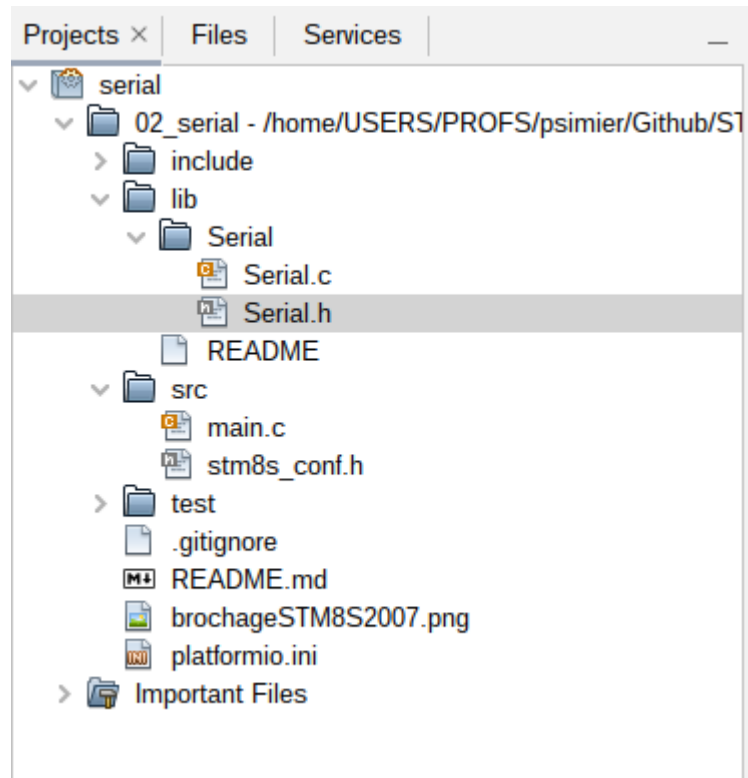 Projects × Files Services
serial
02_serial - /home/USERS/PROFS/psimier/Github/ST
include
lib
Serial
Serial.c
Serial.h
README
src
main.c
stm8s_conf.h
test
.gitignore
README.md
brochageSTM8S2007.png
platformio.ini
Important Files